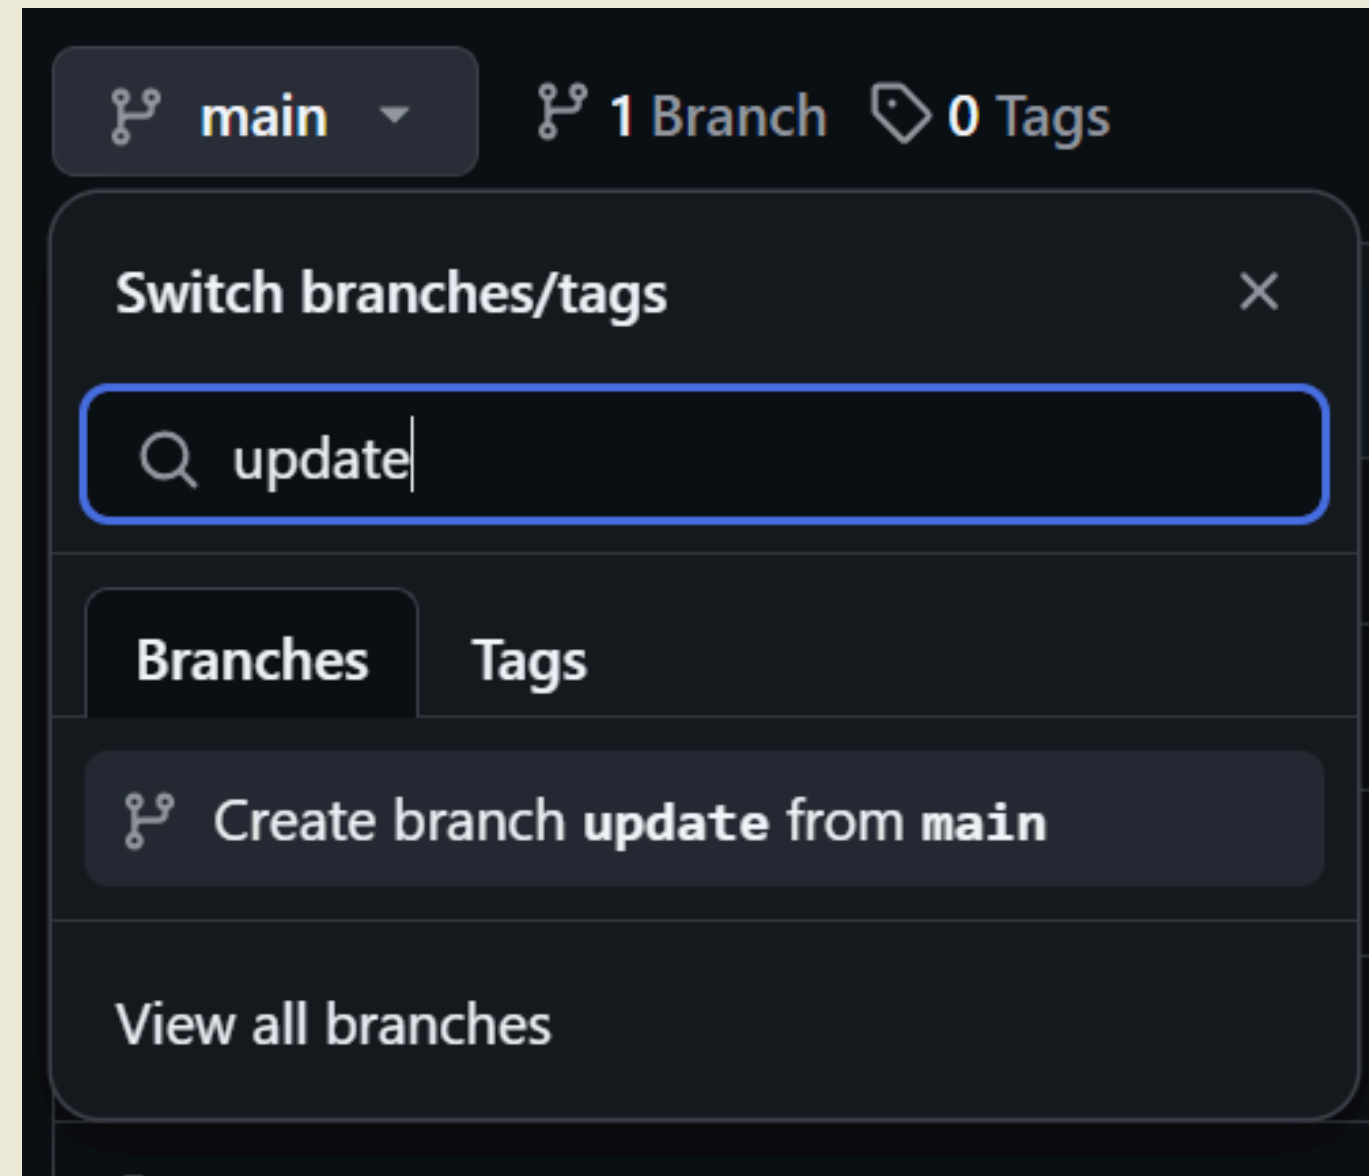 main 1 Branch 0 Tags
Switch branches/tags
update
Branches Tags
Create branch update from main
View all branches